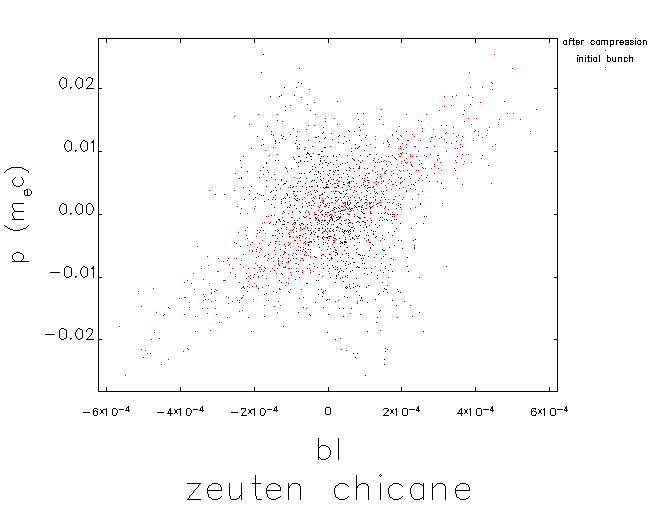 after compression
initial bunch
0.02
0.01
0.00
−0.01
−0.02
p (mₑc)
−6×10⁻⁴ −4×10⁻⁴ −2×10⁻⁴ 0 2×10⁻⁴ 4×10⁻⁴ 6×10⁻⁴
bl
zeuten chicane